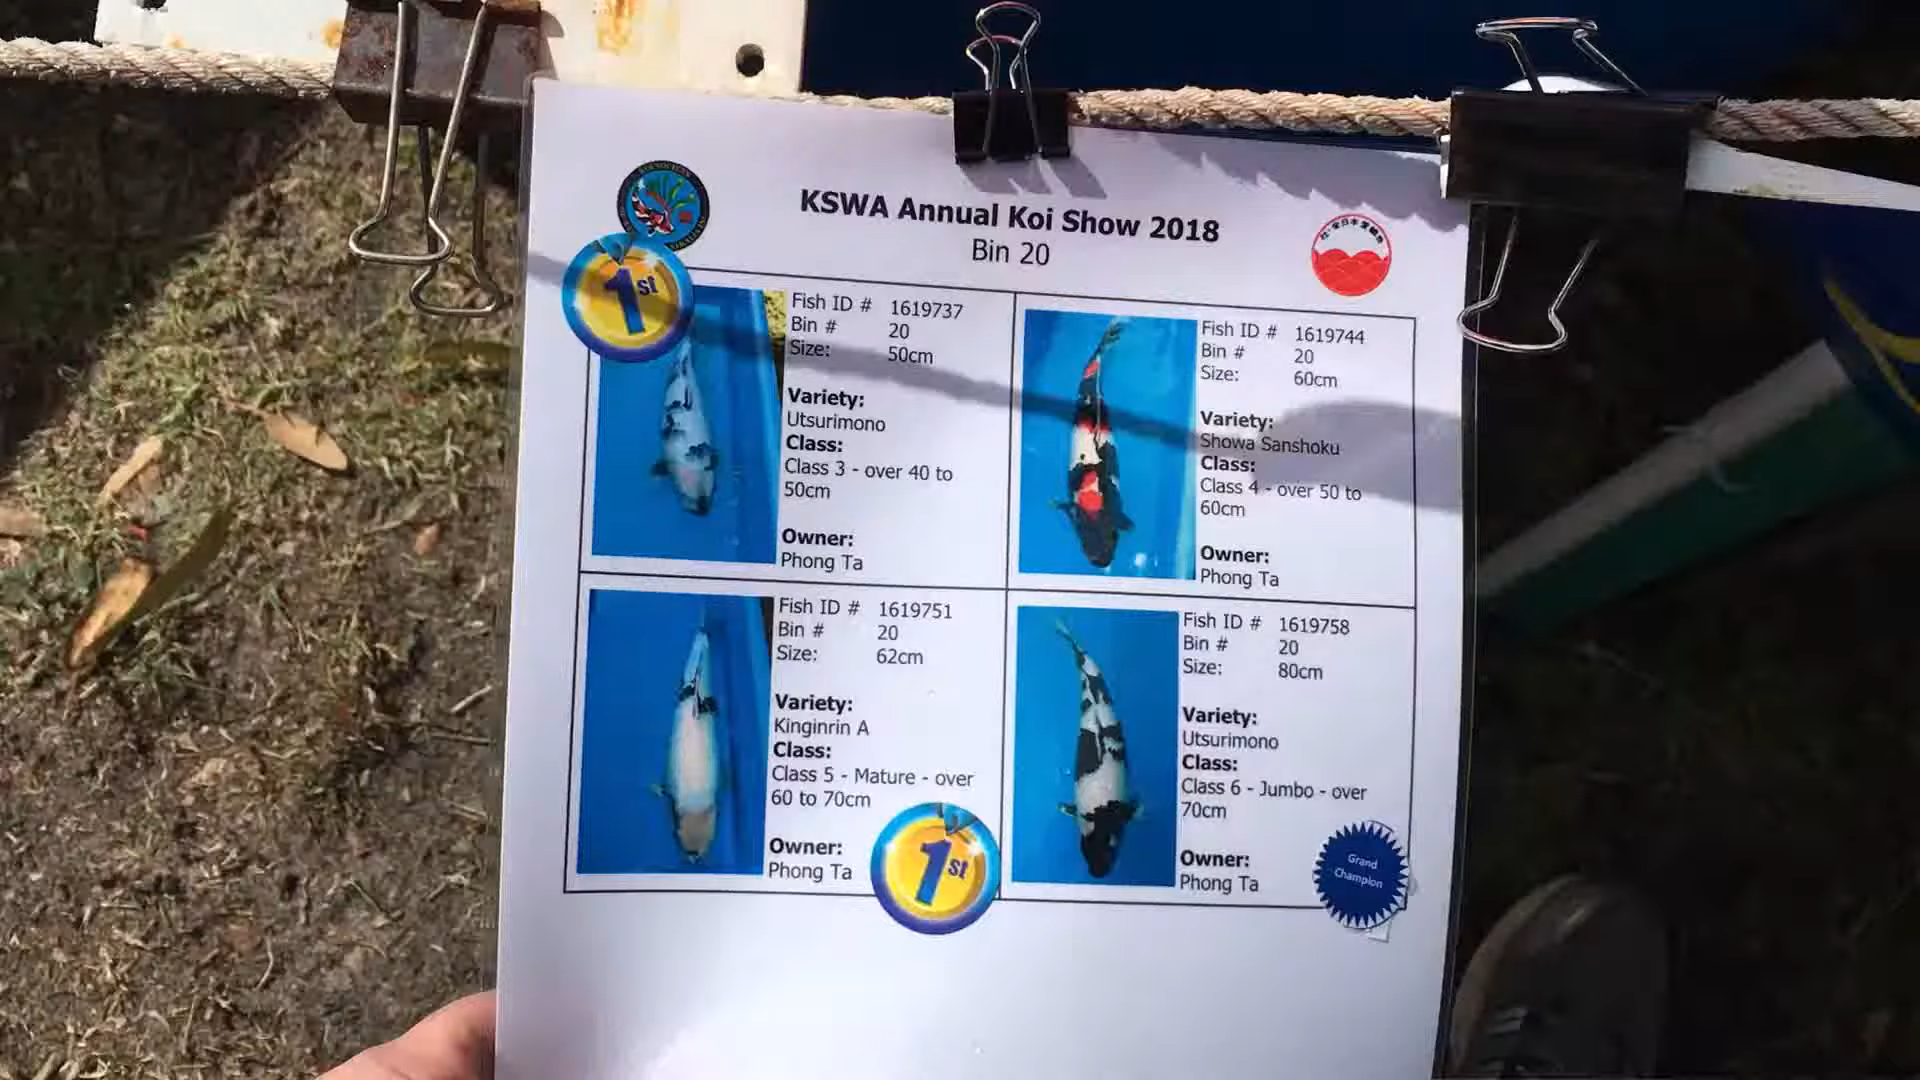 KSWA Annual Koi Show 2018
Bin 20
1st
Fish ID # 1619737
Bin # 20
Size: 50cm
Variety:
Utsurimono
Class:
Class 3 - over 40 to
50cm
Owner:
Phong Ta
Fish ID # 1619744
Bin # 20
Size: 60cm
Variety:
Showa Sanshoku
Class:
Class 4 - over 50 to
60cm
Owner:
Phong Ta
Fish ID # 1619751
Bin # 20
Size: 62cm
Variety:
Kinginrin A
Class:
Class 5 - Mature - over
60 to 70cm
Owner:
Phong Ta
1st
Fish ID # 1619758
Bin # 20
Size: 80cm
Variety:
Utsurimono
Class:
Class 6 - Jumbo - over
70cm
Owner:
Phong Ta
Grand
Champion